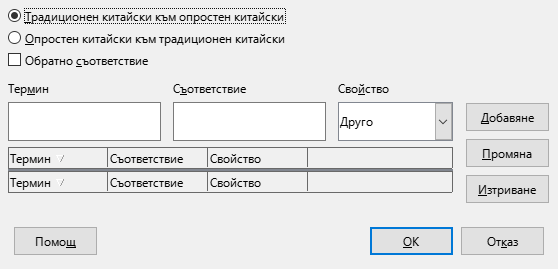 Традиционен китайски към опростен китайски
Опростен китайски към традиционен китайски
Обратно съответствие
Термин Съответствие Свойство
Друго
Добавяне
Термин / Съответствие Свойство
Промяна
Термин / Съответствие Свойство
Изтриване
Помощ ОК Отказ